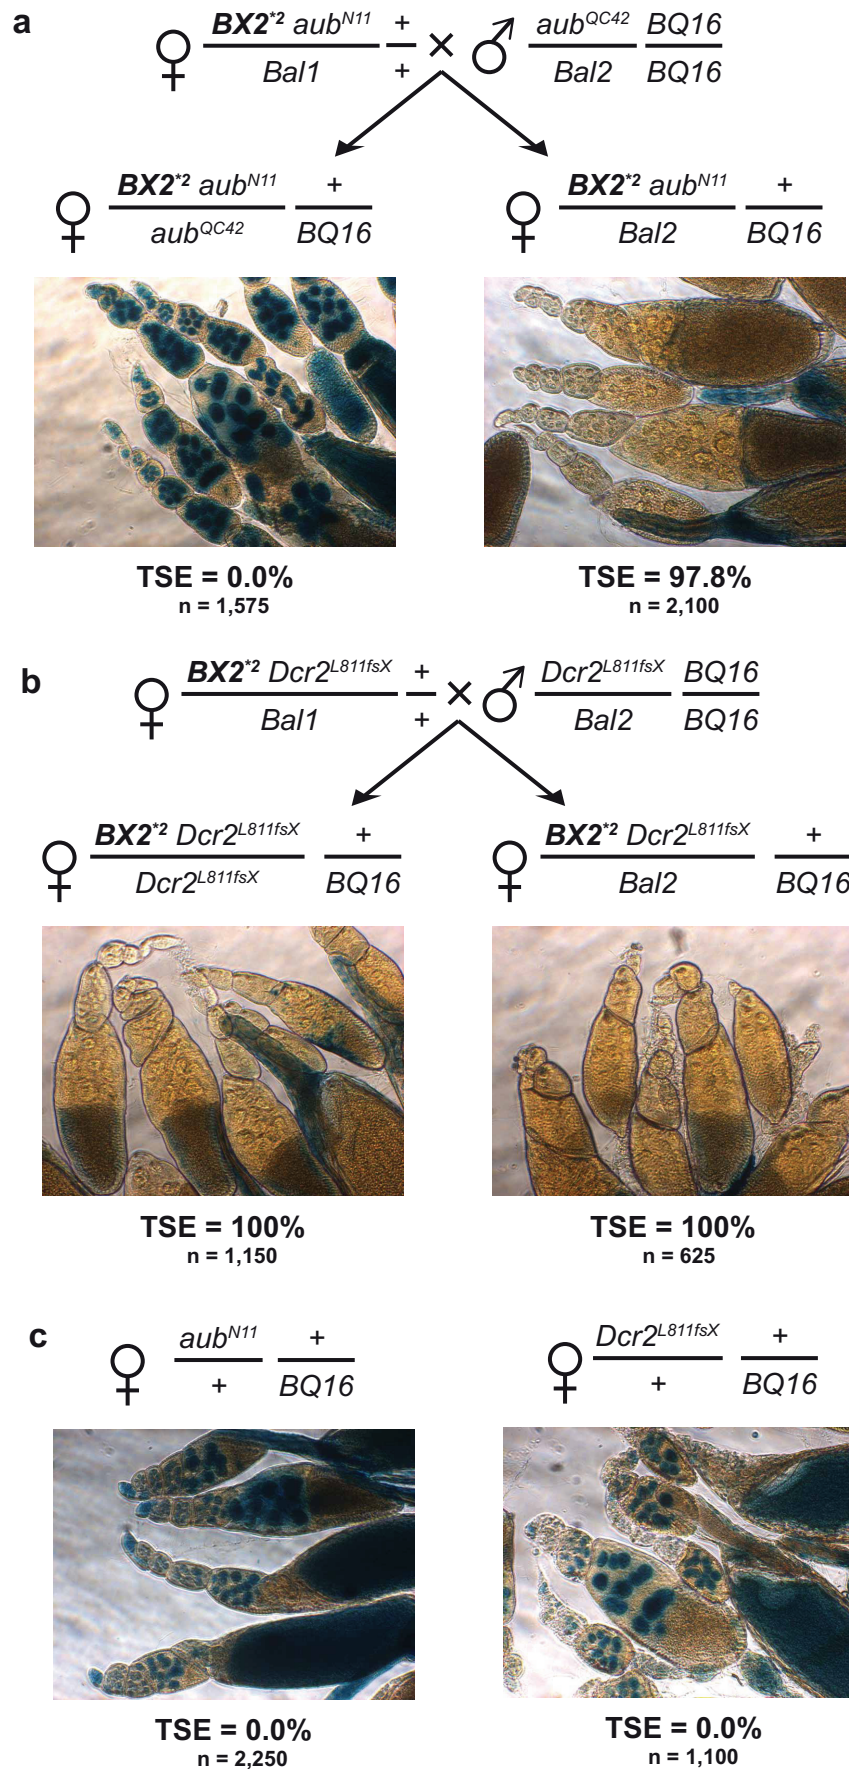 a
♀ BX2*2 aubN11 + × ♂ aubQC42 BQ16
Bal1 + Bal2 BQ16
♀ BX2*2 aubN11 + ♀ BX2*2 aubN11 +
aubQC42 BQ16 Bal2 BQ16
TSE = 0.0% TSE = 97.8%
n = 1,575 n = 2,100
b
♀ BX2*2 Dcr2L811fsX + × ♂ Dcr2L811fsX BQ16
Bal1 + Bal2 BQ16
♀ BX2*2 Dcr2L811fsX + ♀ BX2*2 Dcr2L811fsX +
Dcr2L811fsX BQ16 Bal2 BQ16
TSE = 100% TSE = 100%
n = 1,150 n = 625
c
♀ aubN11 + ♀ Dcr2L811fsX +
+ BQ16 + BQ16
TSE = 0.0% TSE = 0.0%
n = 2,250 n = 1,100